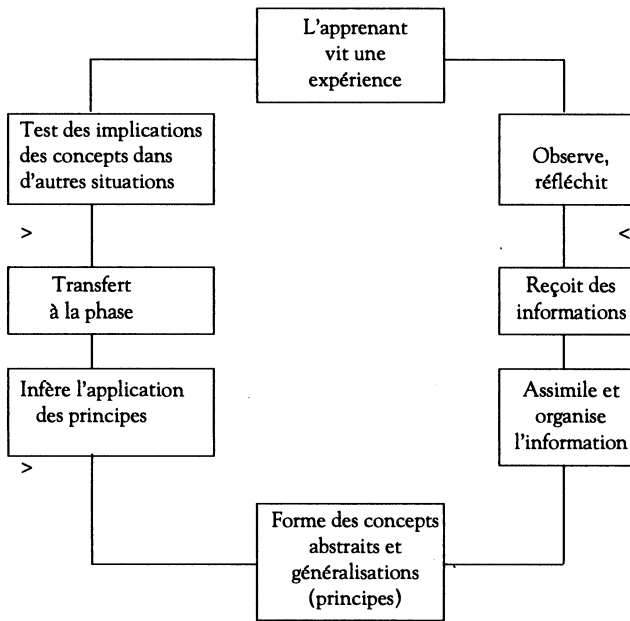 L'apprenant
vit une
expérience
Test des implications
des concepts dans
d'autres situations
Observe,
réfléchit
>
<
Transfert
à la phase
Reçoit des
informations
Infère l'application
des principes
Assimile et
organise
l'information
>
Forme des concepts
abstraits et
généralisations
(principes)